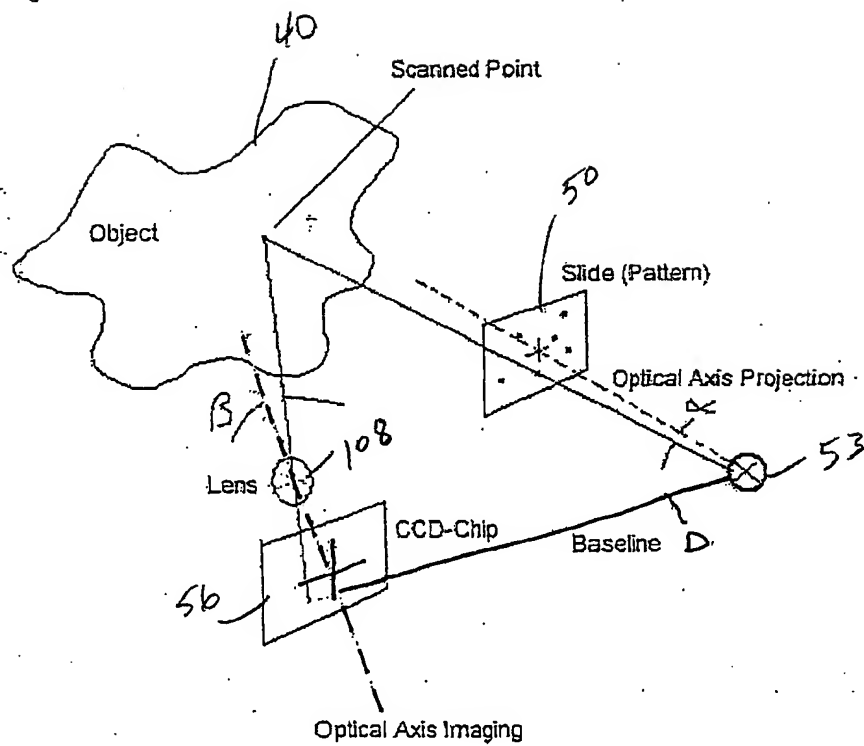 40
Scanned Point
50
Object
Slide (Pattern)
Optical Axis Projection
α
β
108
53
Lens
CCD-Chip
Baseline D
56
Optical Axis Imaging